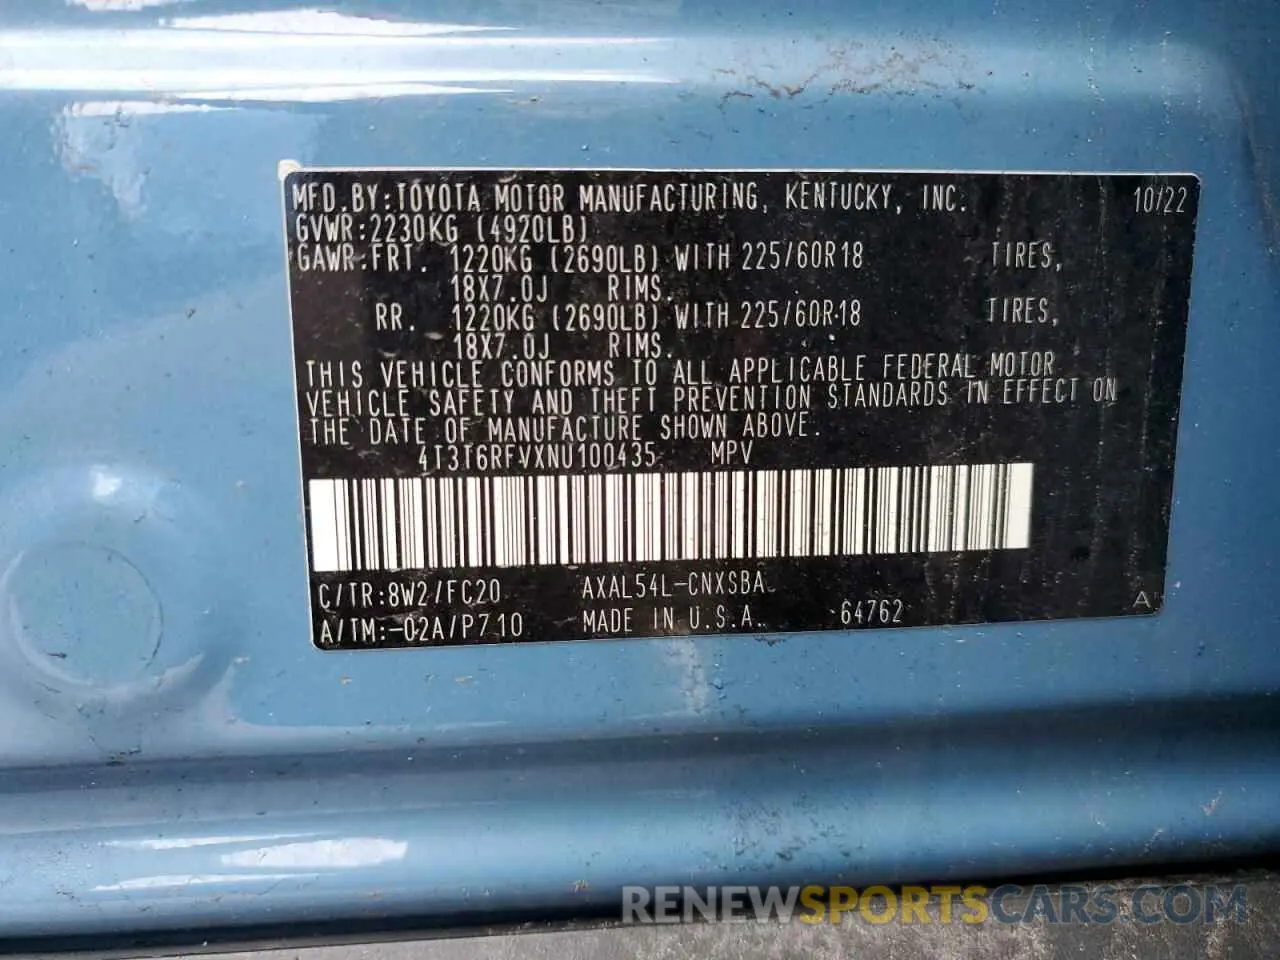 MFD.BY:TOYOTA MOTOR MANUFACTURING, KENTUCKY, INC. 10/22
GVWR:2230KG (4920LB)
GAWR:FRT. 1220KG (2690LB) WITH 225/60R18 TIRES,
18X7.0J RIMS.
RR. 1220KG (2690LB) WITH 225/60R18 TIRES,
18X7.0J RIMS.
THIS VEHICLE CONFORMS TO ALL APPLICABLE FEDERAL MOTOR
VEHICLE SAFETY AND THEFT PREVENTION STANDARDS IN EFFECT ON
THE DATE OF MANUFACTURE SHOWN ABOVE.
4T3T6RFVXNU100435 MPV
C/TR:8W2/FC20 AXAL54L-CNXSBA
A/TM:-02A/P710 MADE IN U.S.A. 64762 A
RENEWSPORTSCARS.COM